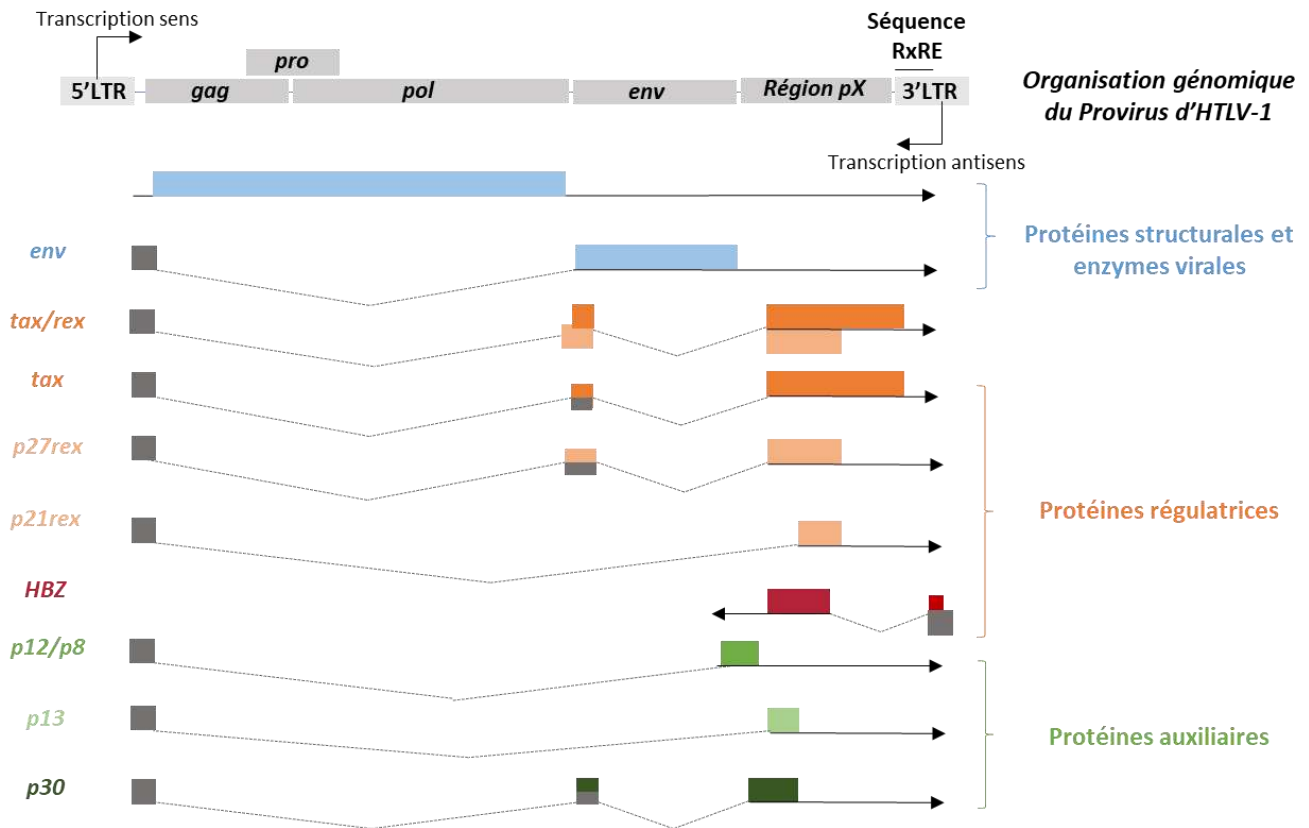 Transcription sens
Séquence
RxRE
pro
5'LTR gag pol env Région pX 3'LTR
Organisation génomique
du Provirus d'HTLV-1
Transcription antisens
env
Protéines structurales et
enzymes virales
tax/rex
tax
p27rex
p21rex
Protéines régulatrices
HBZ
p12/p8
p13
Protéines auxiliaires
p30